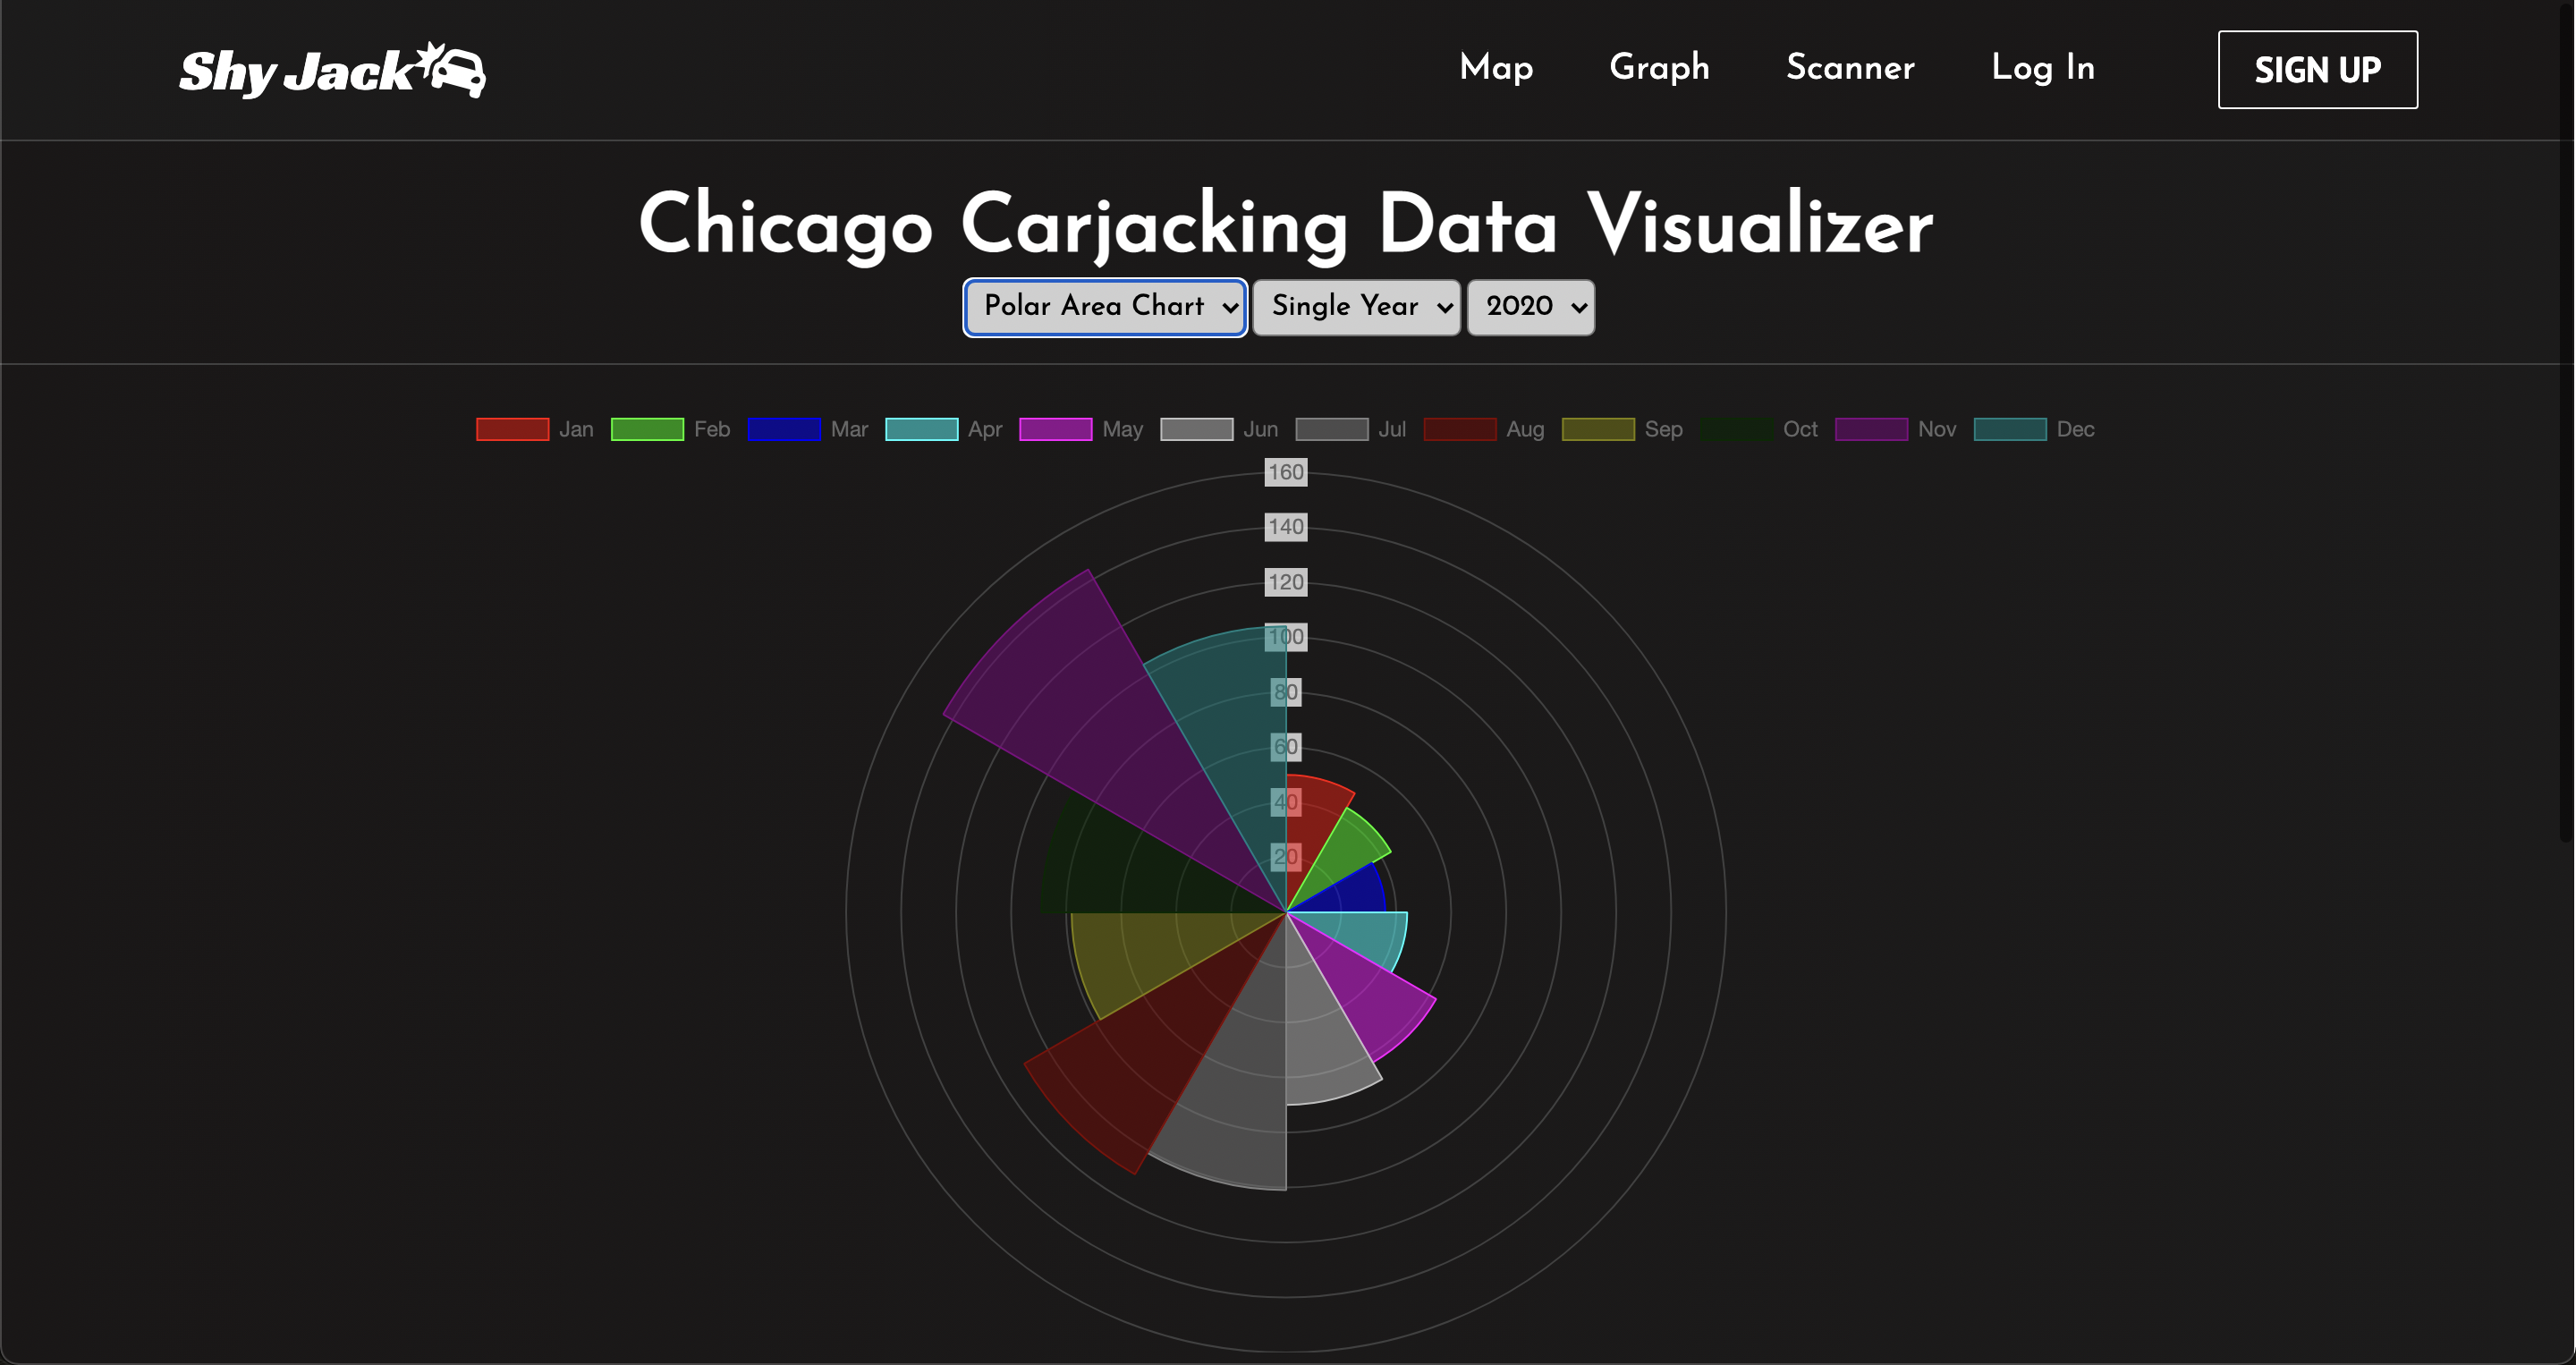 Shy Jack
Map Graph Scanner Log In SIGN UP
Chicago Carjacking Data Visualizer
Polar Area Chart Single Year 2020
Jan Feb Mar Apr May Jun Jul Aug Sep Oct Nov Dec
160
140
120
100
80
60
40
20